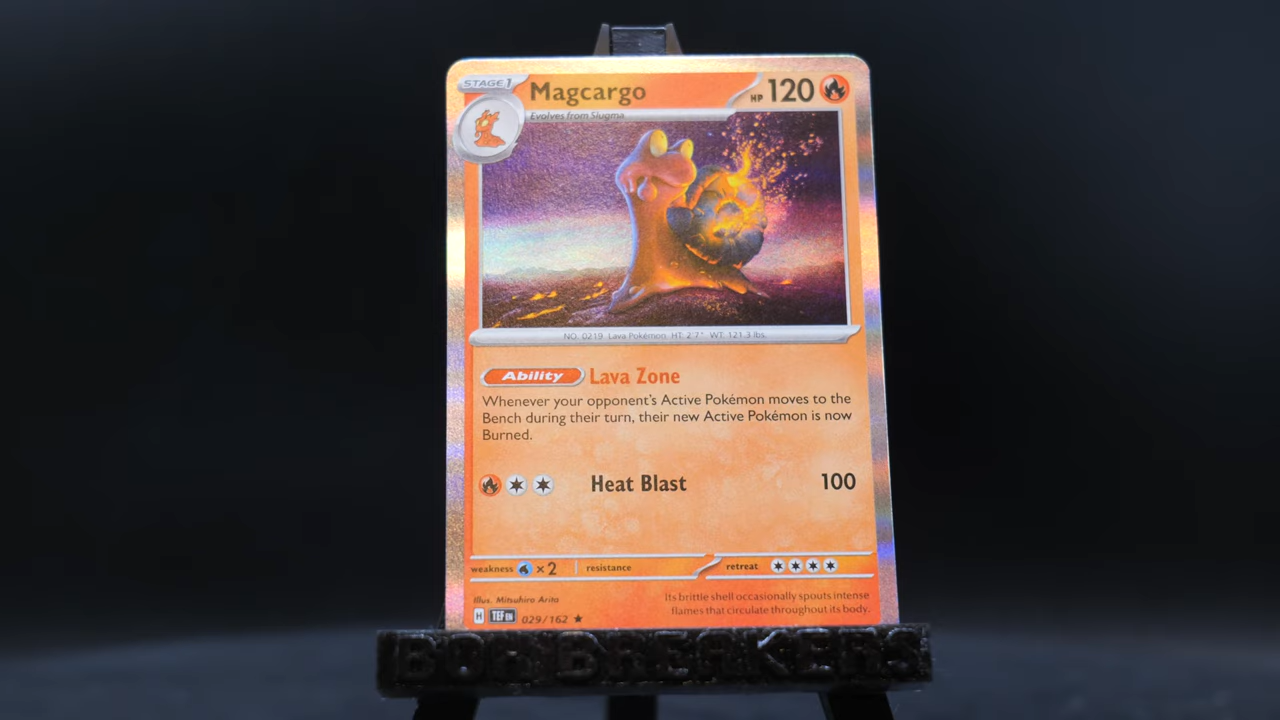 STAGE 1
Magcargo
HP 120
Evolves from Slugma
NO. 0219 Lava Pokémon HT: 2'7" WT: 121.3 lbs.
Ability Lava Zone
Whenever your opponent's Active Pokémon moves to the
Bench during their turn, their new Active Pokémon is now
Burned.
Heat Blast 100
weakness ×2 resistance retreat
Illus. Mitsuhiro Arita
Its brittle shell occasionally spouts intense
flames that circulate throughout its body.
H TEF EN 029/162
BOX BREAKERS